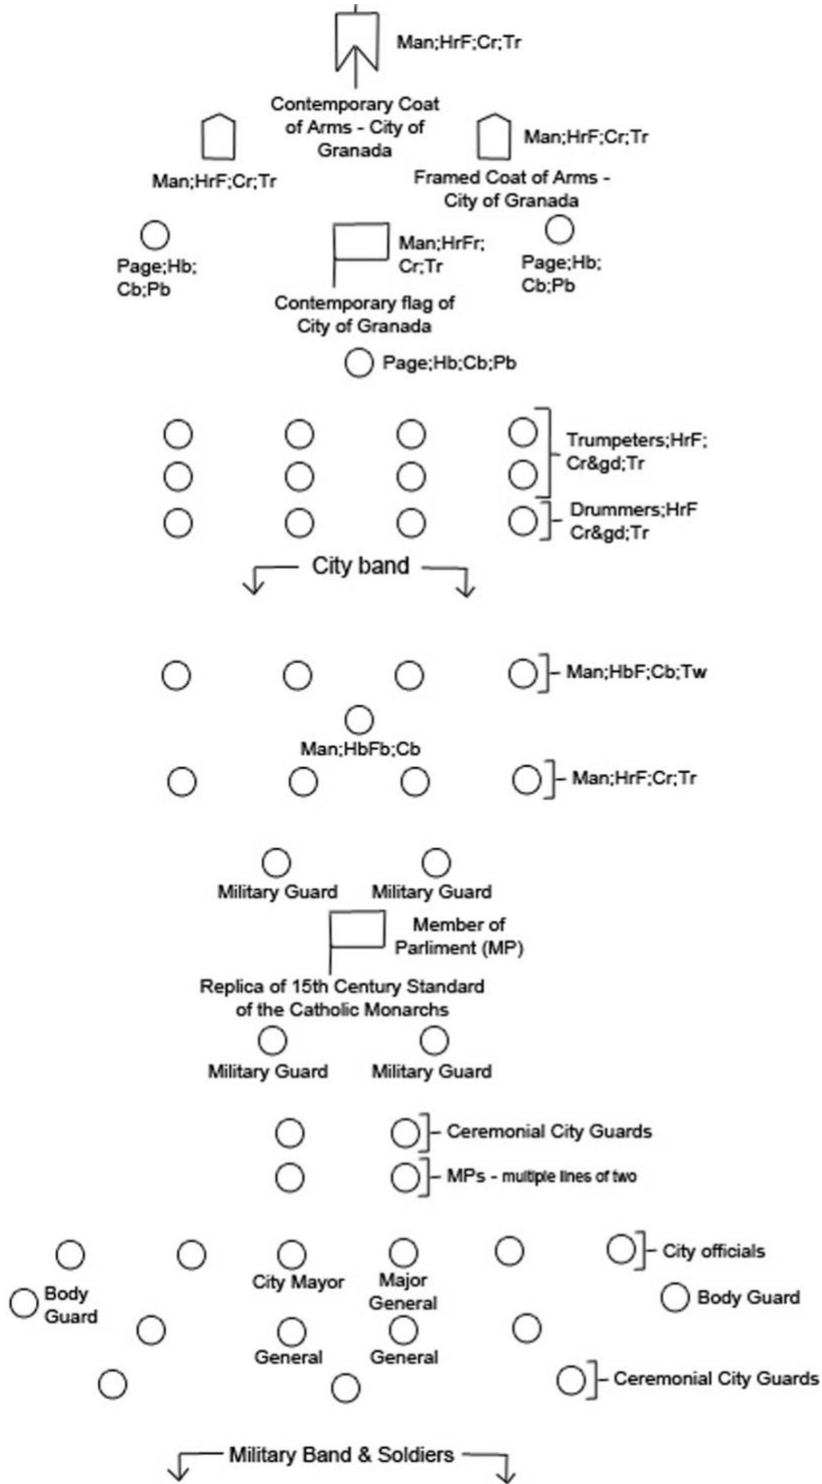 Man;HrF;Cr;Tr
Contemporary Coat
of Arms - City of
Granada
Man;HrF;Cr;Tr
Man;HrF;Cr;Tr
Framed Coat of Arms -
City of Granada
Page;Hb;
Cb;Pb
Man;HrFr;
Cr;Tr
Page;Hb;
Cb;Pb
Contemporary flag of
City of Granada
Page;Hb;Cb;Pb
Trumpeters;HrF;
Cr&gd;Tr
Drummers;HrF
Cr&gd;Tr
City band
Man;HbF;Cb;Tw
Man;HbFb;Cb
Man;HrF;Cr;Tr
Military Guard
Military Guard
Member of
Parliment (MP)
Replica of 15th Century Standard
of the Catholic Monarchs
Military Guard
Military Guard
Ceremonial City Guards
MPs - multiple lines of two
City officials
City Mayor
Major
General
Body
Guard
Body Guard
General
General
Ceremonial City Guards
Military Band & Soldiers